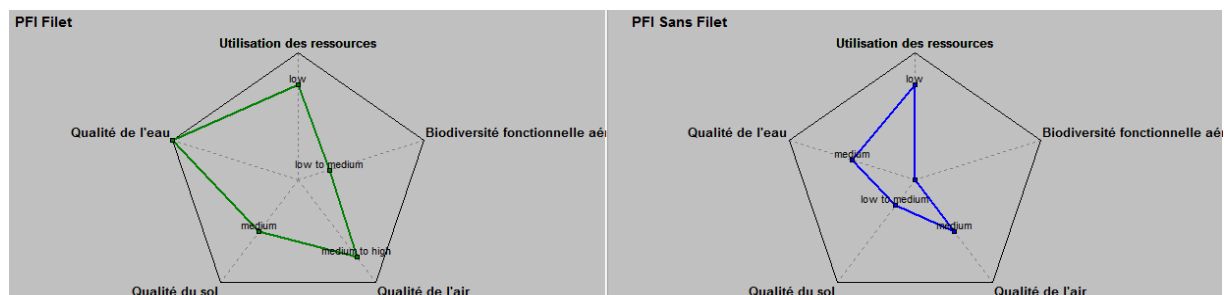 PFI Filet
Utilisation des ressources
low
Qualité de l'eau
Biodiversité fonctionnelle aér
low to medium
medium
medium to high
Qualité du sol
Qualité de l'air
PFI Sans Filet
Utilisation des ressources
low
Qualité de l'eau
Biodiversité fonctionnelle aér
medium
low to medium
medium
Qualité du sol
Qualité de l'air